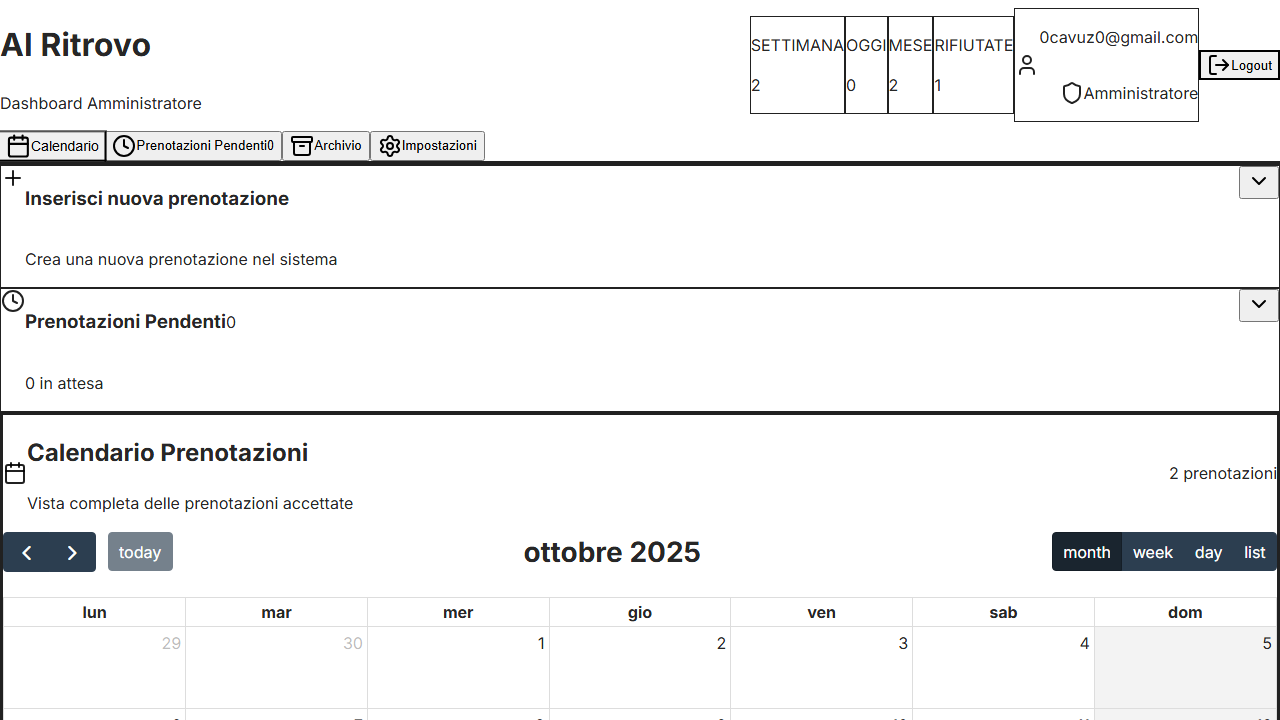 Al Ritrovo
Dashboard Amministratore
SETTIMANA OGGI MESE RIFIUTATE
2 0 2 1
0cavuz0@gmail.com
Amministratore
Logout
Calendario Prenotazioni Pendenti0 Archivio Impostazioni
Inserisci nuova prenotazione
Crea una nuova prenotazione nel sistema
Prenotazioni Pendenti0
0 in attesa
Calendario Prenotazioni
2 prenotazioni
Vista completa delle prenotazioni accettate
today ottobre 2025 month week day list
lun mar mer gio ven sab dom
29 30 1 2 3 4 5